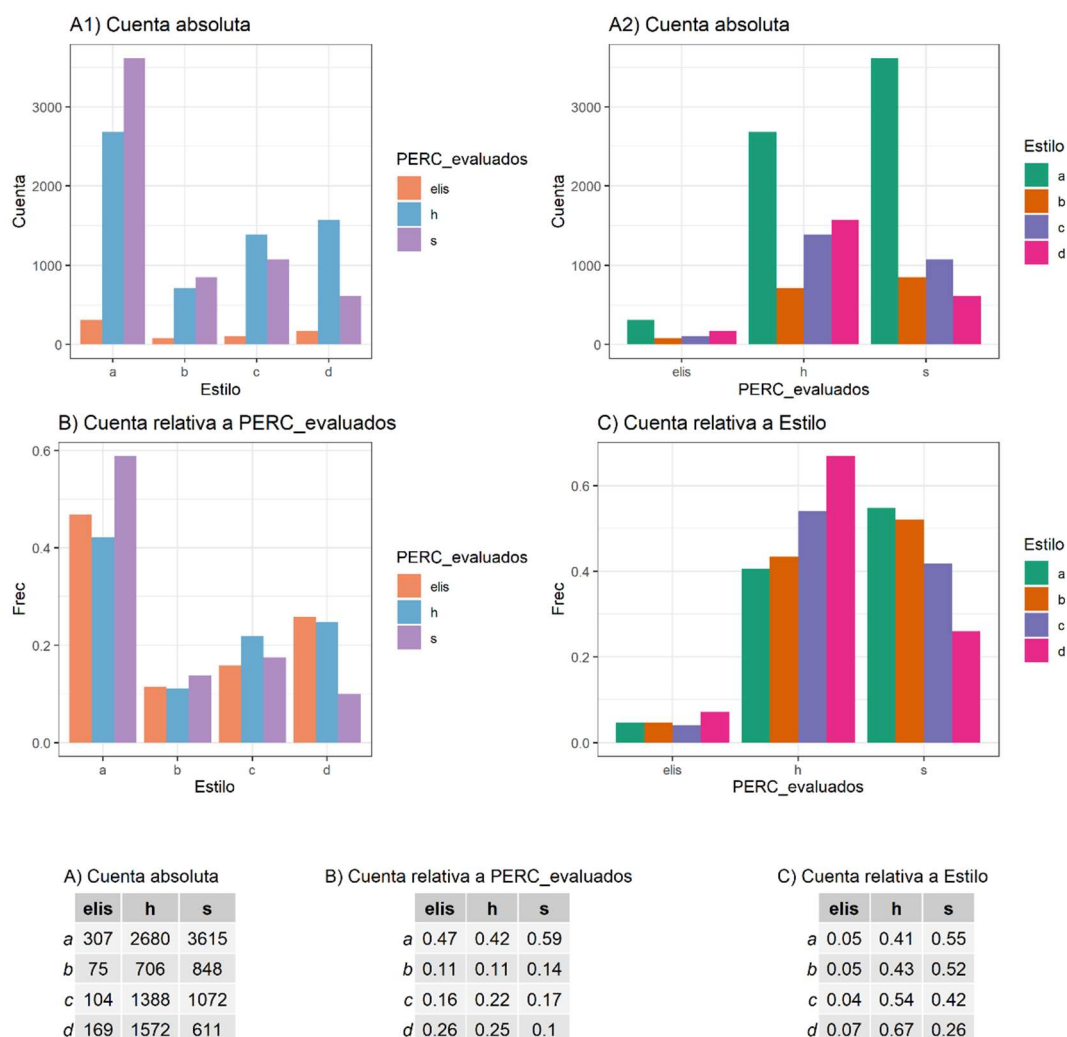 A1) Cuenta absoluta
Cuenta
3000
2000
1000
0
a b c d
Estilo
PERC_evaluados
elis
h
s
A2) Cuenta absoluta
Cuenta
3000
2000
1000
0
elis h s
PERC_evaluados
Estilo
a
b
c
d
B) Cuenta relativa a PERC_evaluados
Frec
0.6
0.4
0.2
0.0
a b c d
Estilo
PERC_evaluados
elis
h
s
C) Cuenta relativa a Estilo
Frec
0.6
0.4
0.2
0.0
elis h s
PERC_evaluados
Estilo
a
b
c
d
A) Cuenta absoluta
elis h s
a 307 2680 3615
b 75 706 848
c 104 1388 1072
d 169 1572 611
B) Cuenta relativa a PERC_evaluados
elis h s
a 0.47 0.42 0.59
b 0.11 0.11 0.14
c 0.16 0.22 0.17
d 0.26 0.25 0.1
C) Cuenta relativa a Estilo
elis h s
a 0.05 0.41 0.55
b 0.05 0.43 0.52
c 0.04 0.54 0.42
d 0.07 0.67 0.26